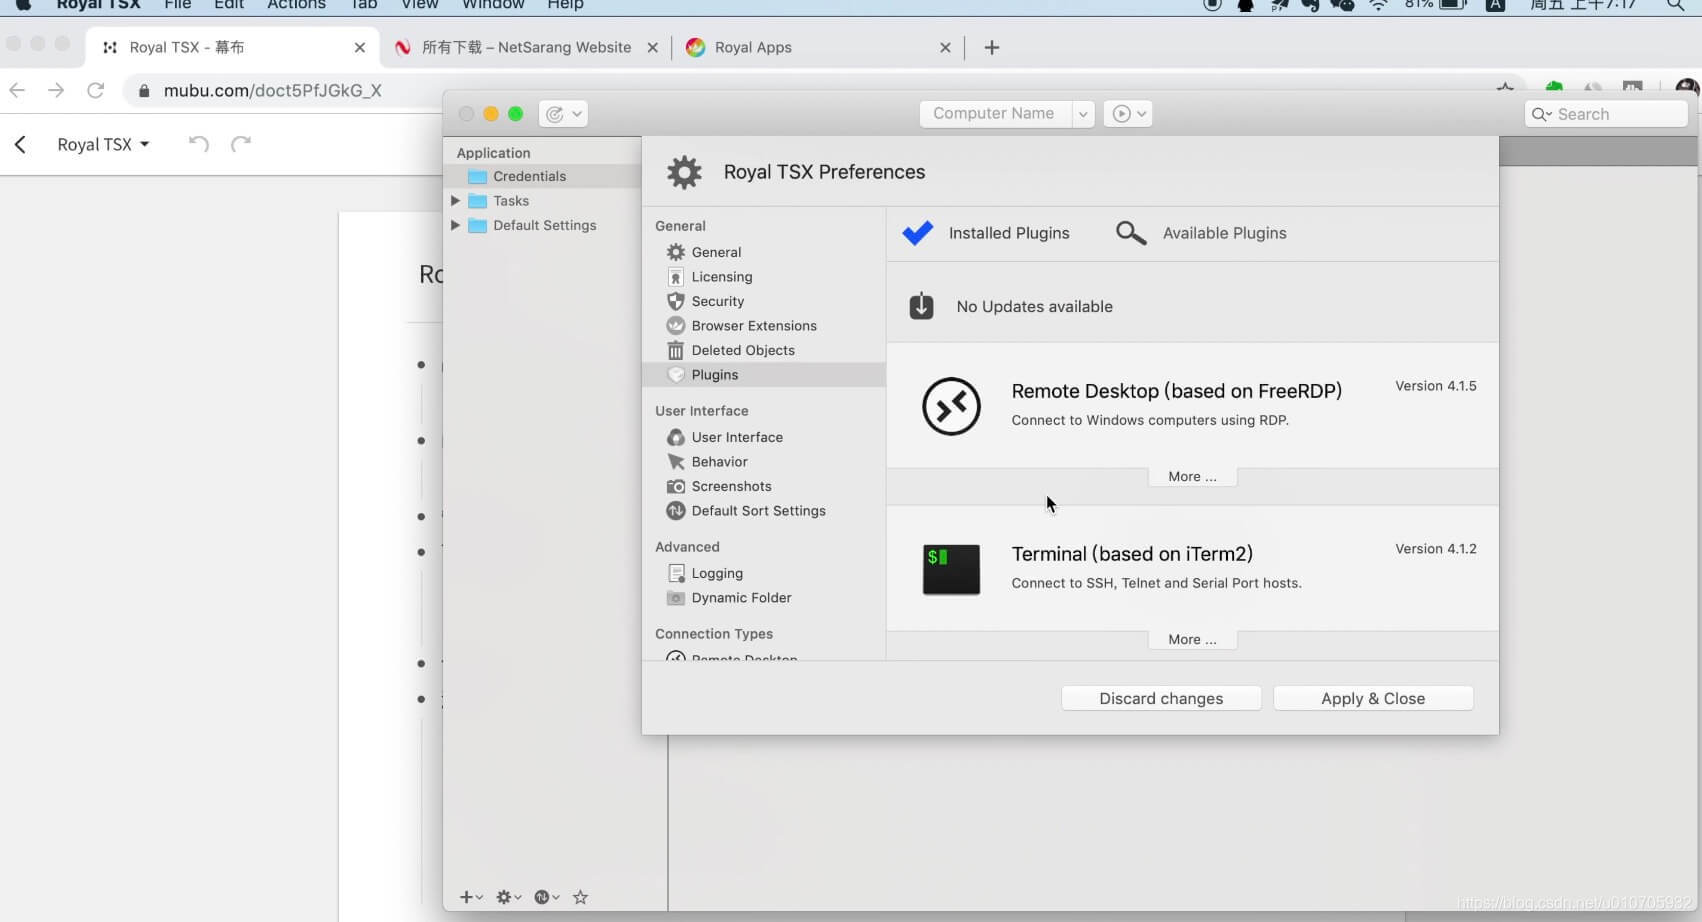 Royal TSX File Edit Actions Tab View Window Help 81% A 周五 上午7:17
Royal TSX - 幕布 所有下载 – NetSarang Website Royal Apps
mubu.com/doct5PfJGkG_X
Computer Name Search
Royal TSX
Application
Credentials
Tasks
Default Settings
Ro
Royal TSX Preferences
General
General
Licensing
Security
Browser Extensions
Deleted Objects
Plugins
User Interface
User Interface
Behavior
Screenshots
Default Sort Settings
Advanced
Logging
Dynamic Folder
Connection Types
Remote Desktop
Installed Plugins Available Plugins
No Updates available
Remote Desktop (based on FreeRDP) Version 4.1.5
Connect to Windows computers using RDP.
More ...
$
Terminal (based on iTerm2) Version 4.1.2
Connect to SSH, Telnet and Serial Port hosts.
More ...
Discard changes Apply & Close
https://blog.csdn.net/u010705932